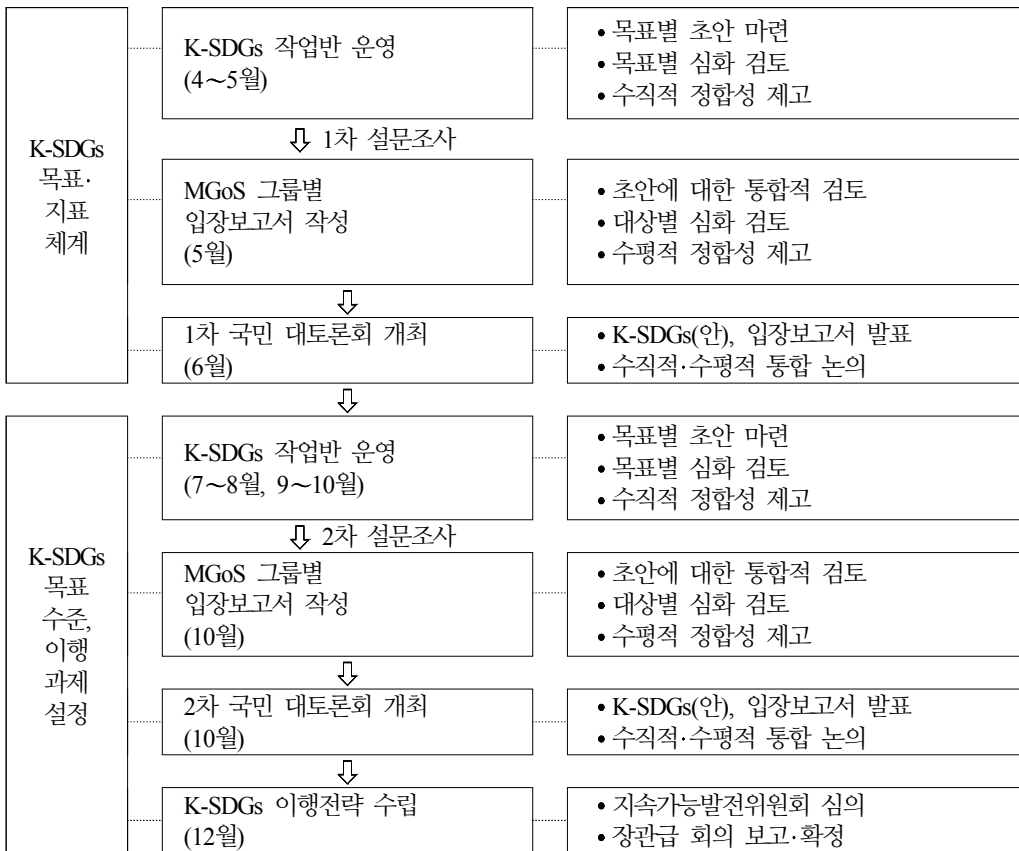 K-SDGs
목표·
지표
체계
K-SDGs 작업반 운영
(4～5월)
• 목표별 초안 마련
• 목표별 심화 검토
• 수직적 정합성 제고
⇩ 1차 설문조사
MGoS 그룹별
입장보고서 작성
(5월)
• 초안에 대한 통합적 검토
• 대상별 심화 검토
• 수평적 정합성 제고
⇩
1차 국민 대토론회 개최
(6월)
• K-SDGs(안), 입장보고서 발표
• 수직적·수평적 통합 논의
⇩
K-SDGs
목표
수준,
이행
과제
설정
K-SDGs 작업반 운영
(7～8월, 9～10월)
• 목표별 초안 마련
• 목표별 심화 검토
• 수직적 정합성 제고
⇩ 2차 설문조사
MGoS 그룹별
입장보고서 작성
(10월)
• 초안에 대한 통합적 검토
• 대상별 심화 검토
• 수평적 정합성 제고
⇩
2차 국민 대토론회 개최
(10월)
• K-SDGs(안), 입장보고서 발표
• 수직적·수평적 통합 논의
⇩
K-SDGs 이행전략 수립
(12월)
• 지속가능발전위원회 심의
• 장관급 회의 보고·확정